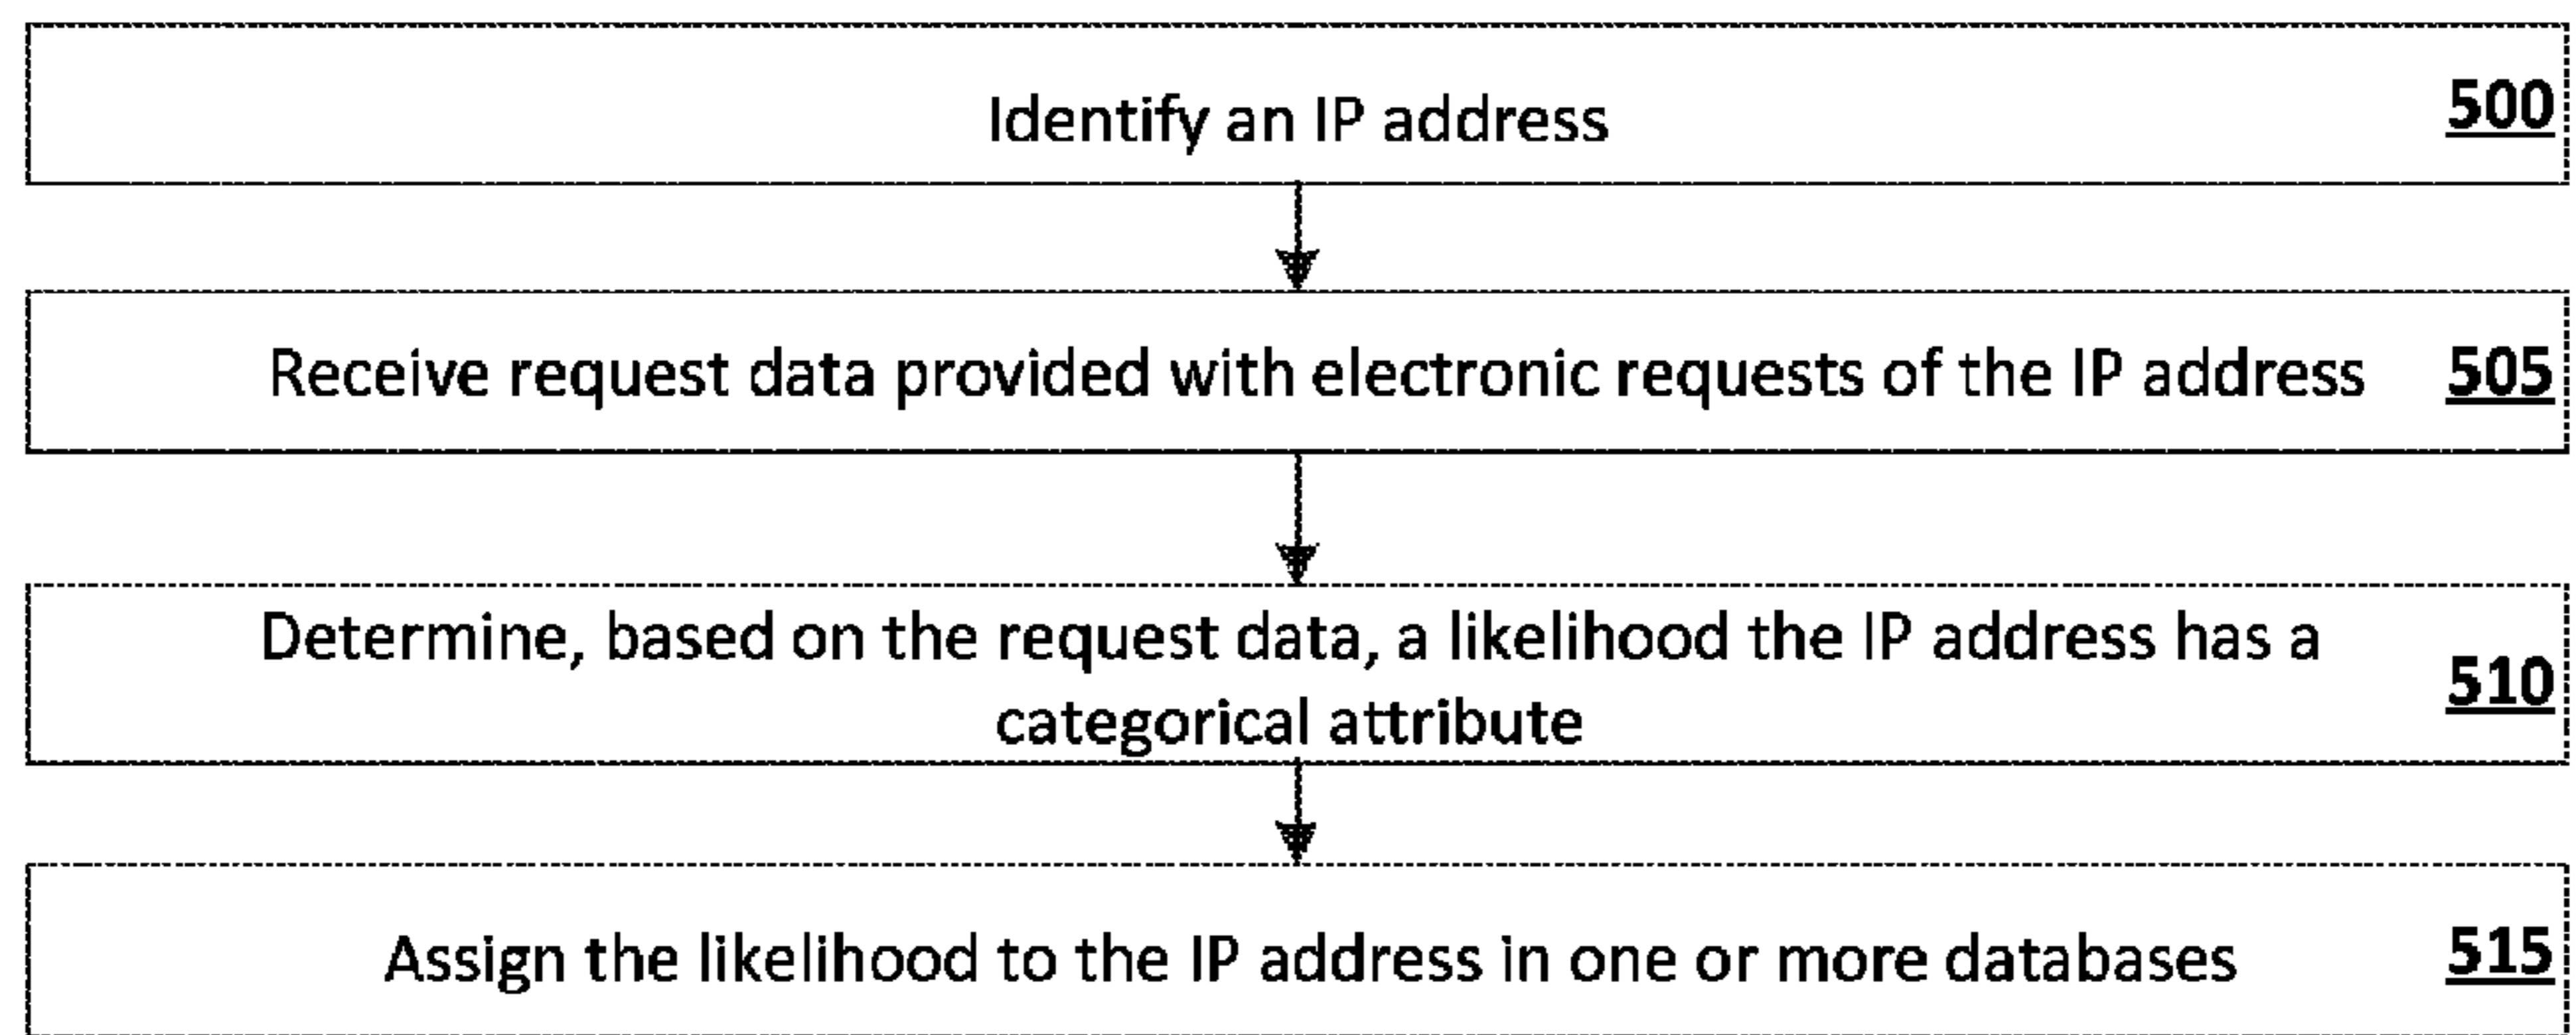 Identify an IP address 500
Receive request data provided with electronic requests of the IP address 505
Determine, based on the request data, a likelihood the IP address has a
categorical attribute 510
Assign the likelihood to the IP address in one or more databases 515